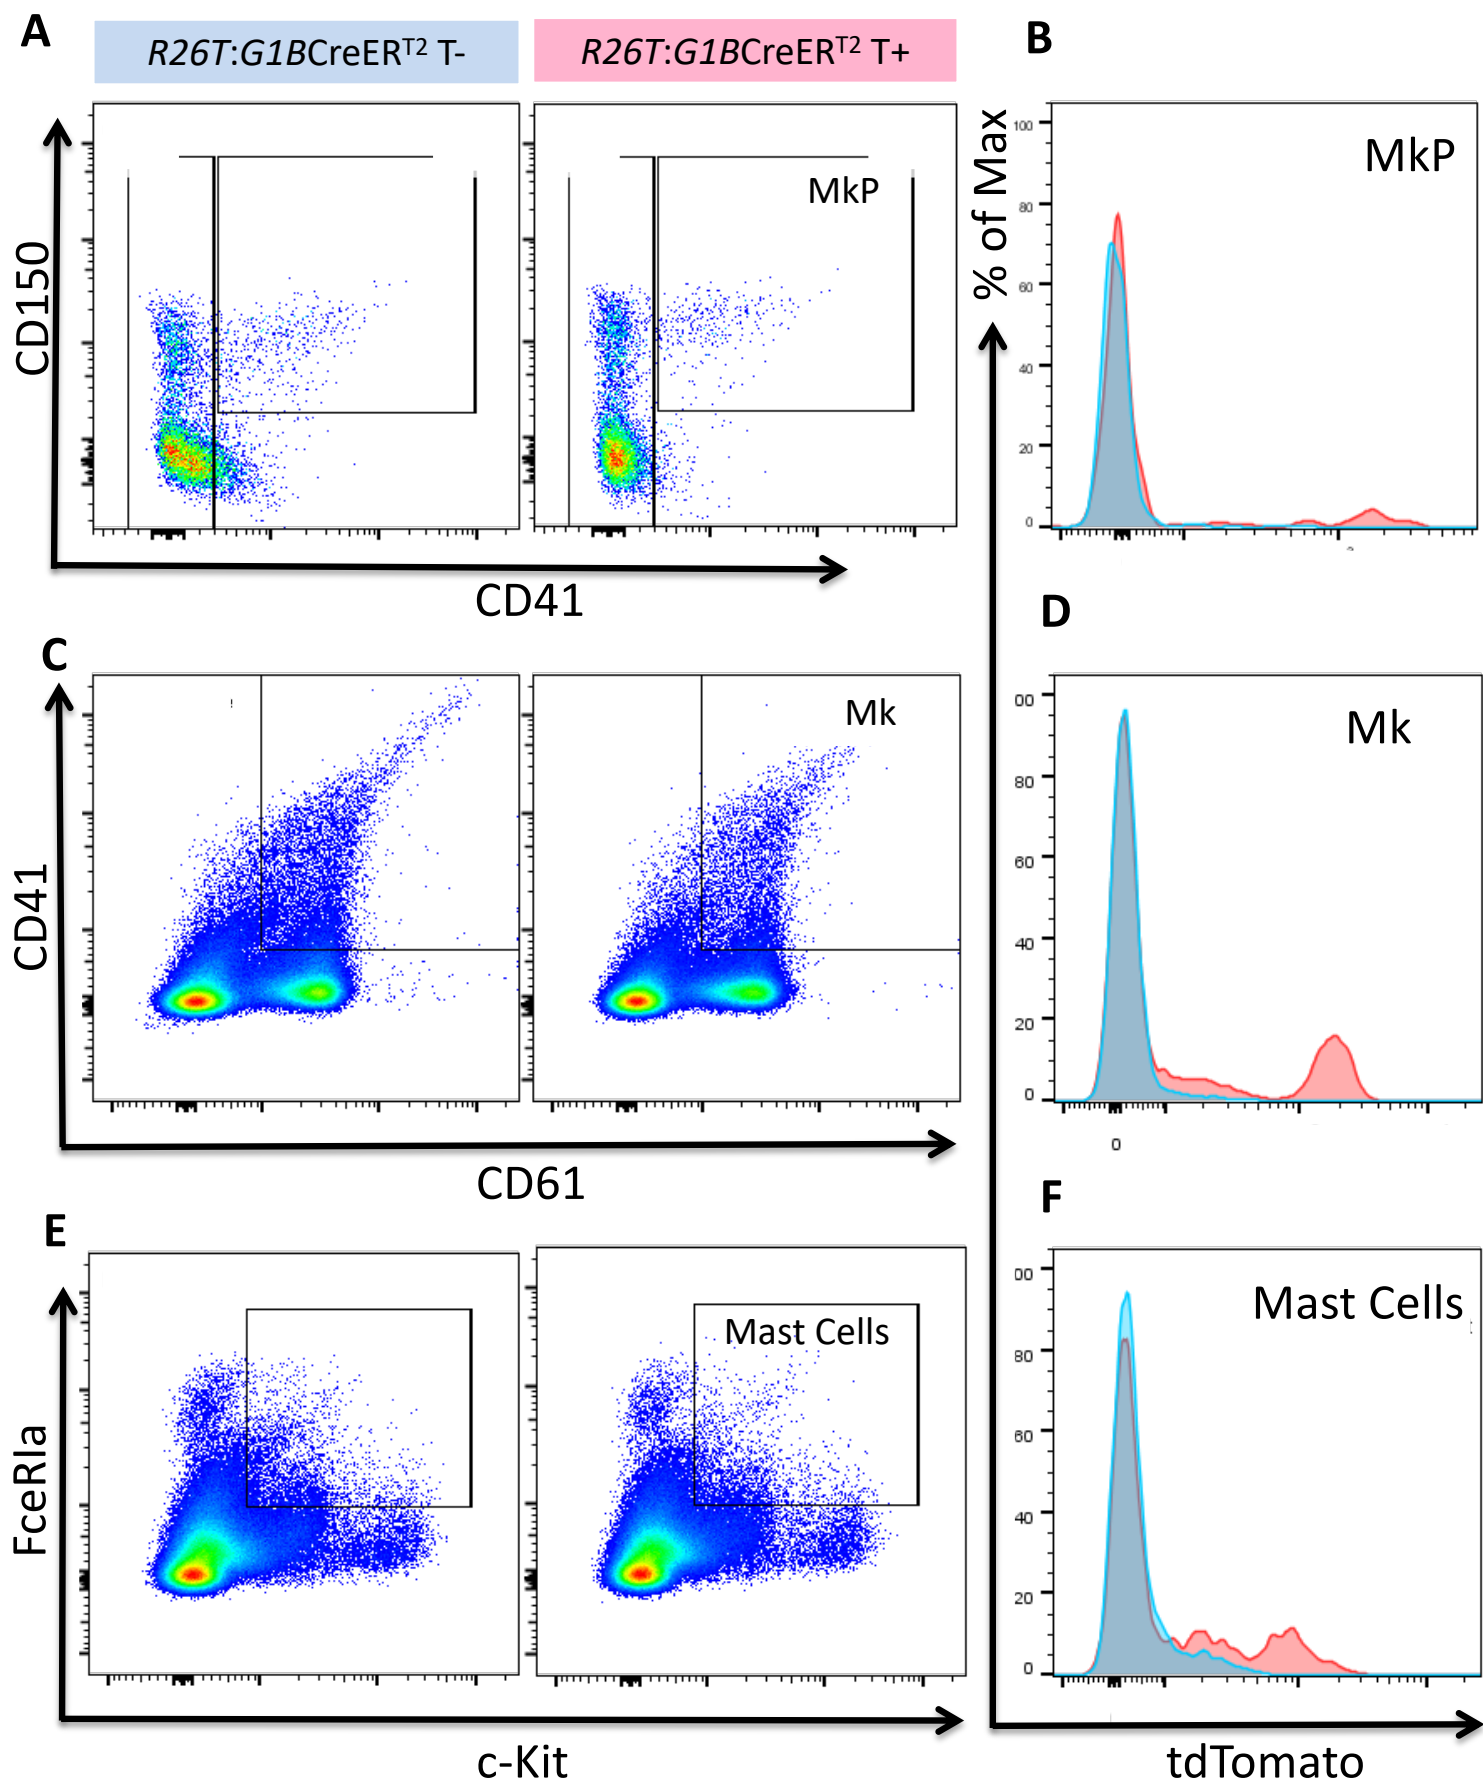 A
R26T:G1BCreERT2 T-
R26T:G1BCreERT2 T+
B
CD150
MkP
CD41
% of Max
MkP
100
80
60
40
20
0
C
CD41
Mk
CD61
D
Mk
00
80
60
40
20
0
0
E
FceRIa
Mast Cells
c-Kit
F
Mast Cells
00
80
60
40
20
0
tdTomato